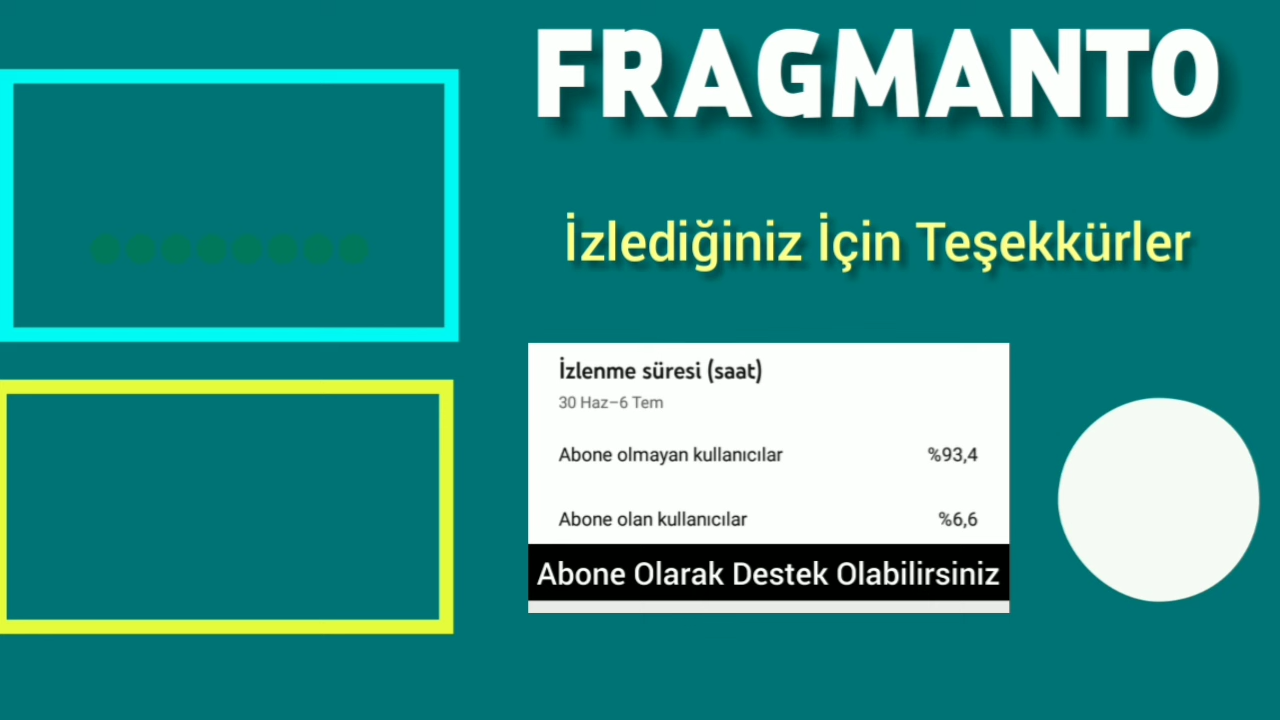 FRAGMANTO
İzlediğiniz İçin Teşekkürler
İzlenme süresi (saat)
30 Haz–6 Tem
Abone olmayan kullanıcılar %93,4
Abone olan kullanıcılar %6,6
Abone Olarak Destek Olabilirsiniz